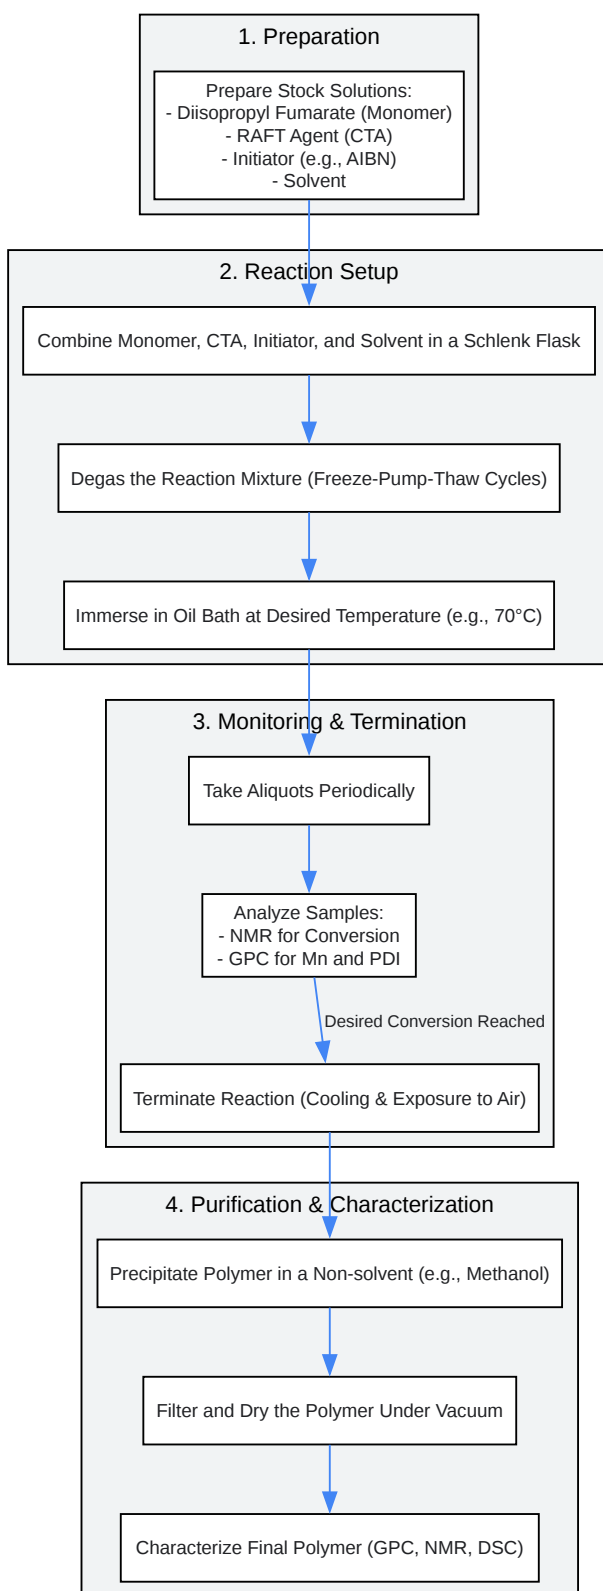 1. Preparation
Prepare Stock Solutions:
- Diisopropyl Fumarate (Monomer)
- RAFT Agent (CTA)
- Initiator (e.g., AIBN)
- Solvent
2. Reaction Setup
Combine Monomer, CTA, Initiator, and Solvent in a Schlenk Flask
Degas the Reaction Mixture (Freeze-Pump-Thaw Cycles)
Immerse in Oil Bath at Desired Temperature (e.g., 70°C)
3. Monitoring & Termination
Take Aliquots Periodically
Analyze Samples:
- NMR for Conversion
- GPC for Mn and PDI
Desired Conversion Reached
Terminate Reaction (Cooling & Exposure to Air)
4. Purification & Characterization
Precipitate Polymer in a Non-solvent (e.g., Methanol)
Filter and Dry the Polymer Under Vacuum
Characterize Final Polymer (GPC, NMR, DSC)